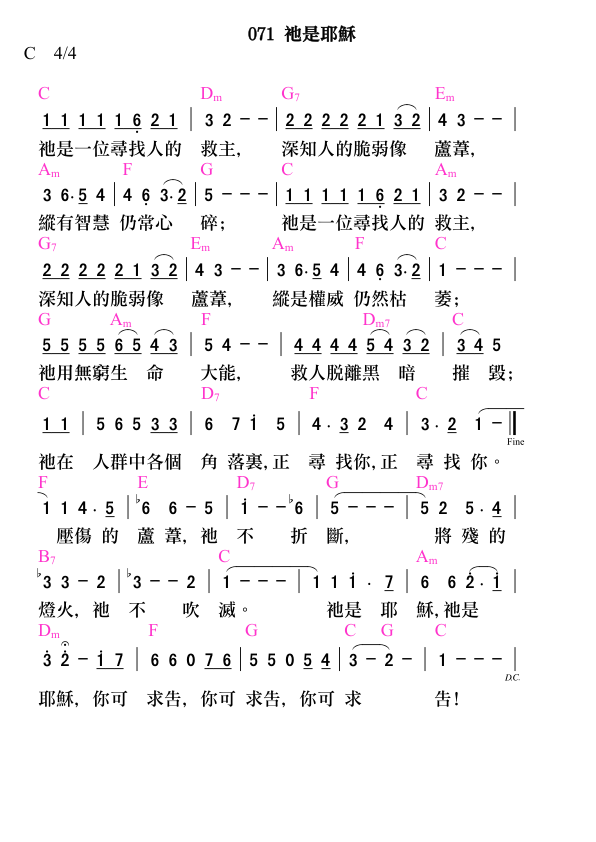 071 祂是耶穌
C 4/4
C Dm G7 Em
1 1 1 1 1 6 2 1 | 3 2 - - | 2 2 2 2 2 1 3 2 | 4 3 - - |
祂是一位尋找人的 救主, 深知人的脆弱像 蘆葦,
Am F G C Am
3 6· 5 4 | 4 6 3· 2 | 5 - - - | 1 1 1 1 1 6 2 1 | 3 2 - - |
縱有智慧 仍常心 碎; 祂是一位尋找人的 救主,
G7 Em Am F C
2 2 2 2 2 1 3 2 | 4 3 - - | 3 6· 5 4 | 4 6 3· 2 | 1 - - - |
深知人的脆弱像 蘆葦, 縱是權威 仍然枯 萎;
G Am F Dm7 C
5 5 5 5 6 5 4 3 | 5 4 - - | 4 4 4 4 5 4 3 2 | 3 4 5
祂用無窮生 命 大能, 救人脱離黑 暗 摧 毀;
C D7 F C
1 1 | 5 6 5 3 3 | 6 7 1 5 | 4· 3 2 4 | 3· 2 1 - ‖
Fine
祂在 人群中各個 角 落裏,正 尋 找你,正 尋 找 你。
F E D7 G Dm7
1 1 4· 5 | ♭6 6 - 5 | 1 - - ♭6 | 5 - - - | 5 2 5· 4 |
壓傷 的 蘆 葦, 祂 不 折 斷, 將 殘 的
B7 C Am
♭3 3 - 2 | ♭3 - - 2 | 1 - - - | 1 1 1 · 7 | 6 6 2· 1 |
燈火, 祂 不 吹 滅。 祂是 耶 穌,祂是
Dm F G C G C
3 2 - 1 7 | 6 6 0 7 6 | 5 5 0 5 4 | 3 - 2 - | 1 - - - |
D.C.
耶穌, 你可 求告, 你可 求告, 你可 求 告!